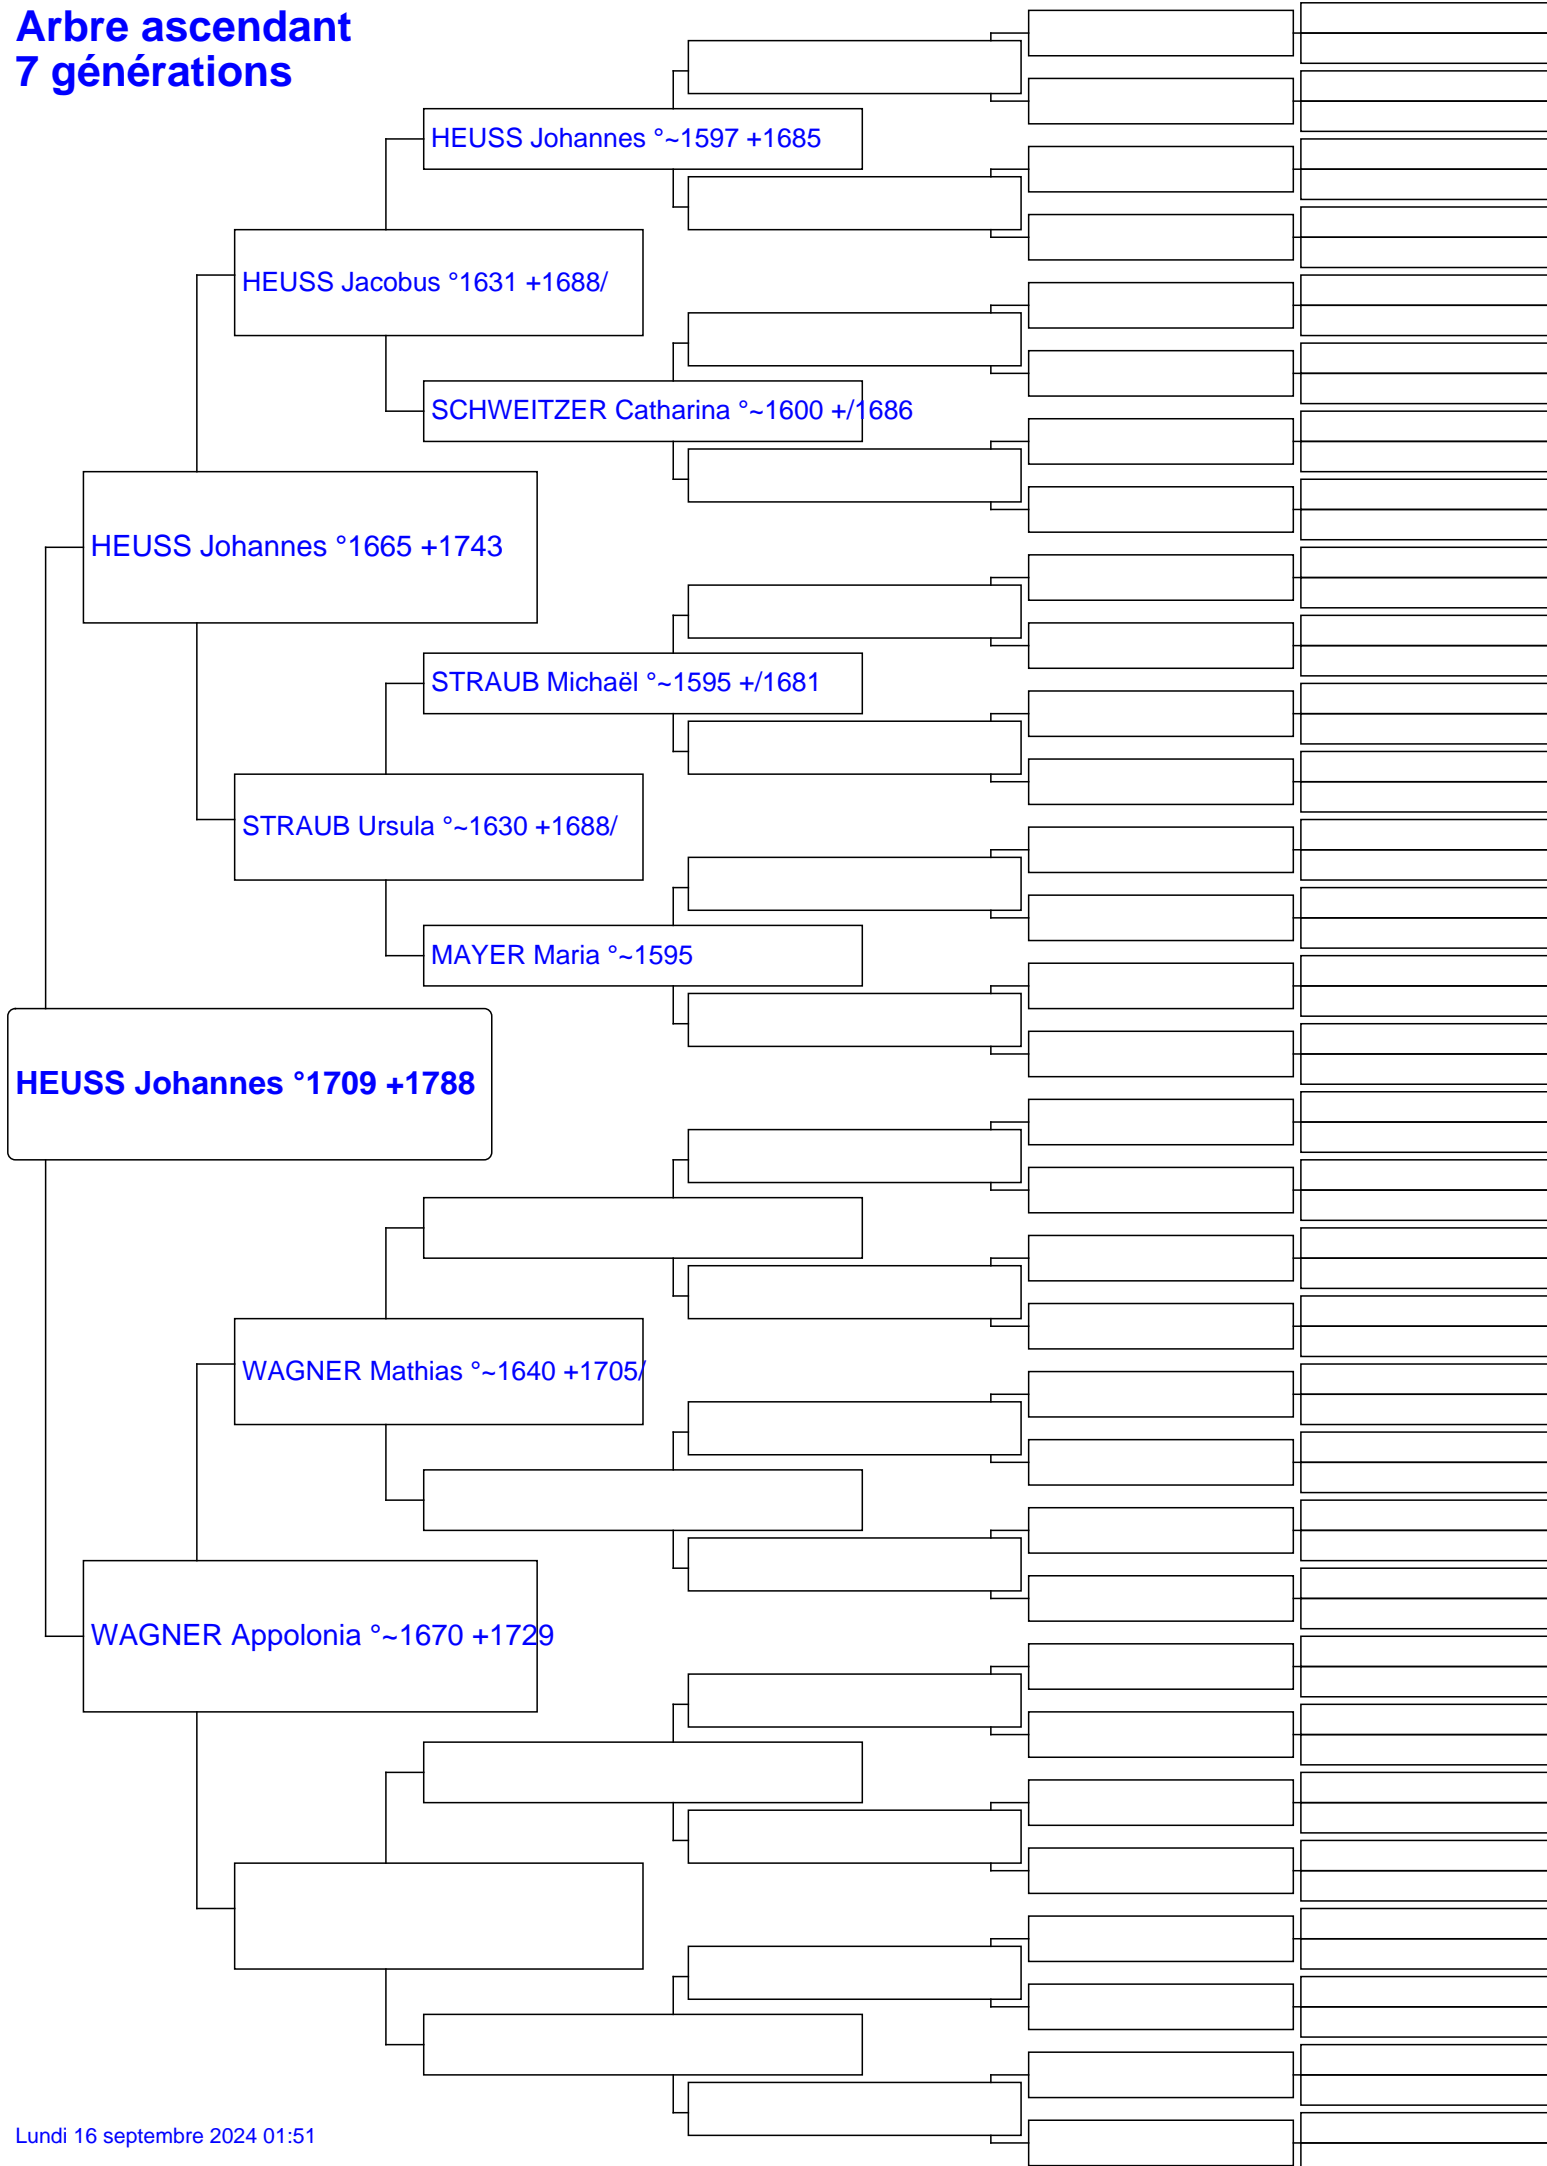 Arbre ascendant
7 générations
HEUSS Johannes °~1597 +1685
HEUSS Jacobus °1631 +1688/
SCHWEITZER Catharina °~1600 +/1686
HEUSS Johannes °1665 +1743
STRAUB Michaël °~1595 +/1681
STRAUB Ursula °~1630 +1688/
MAYER Maria °~1595
HEUSS Johannes °1709 +1788
WAGNER Mathias °~1640 +1705/
WAGNER Appolonia °~1670 +1729
Lundi 16 septembre 2024 01:51